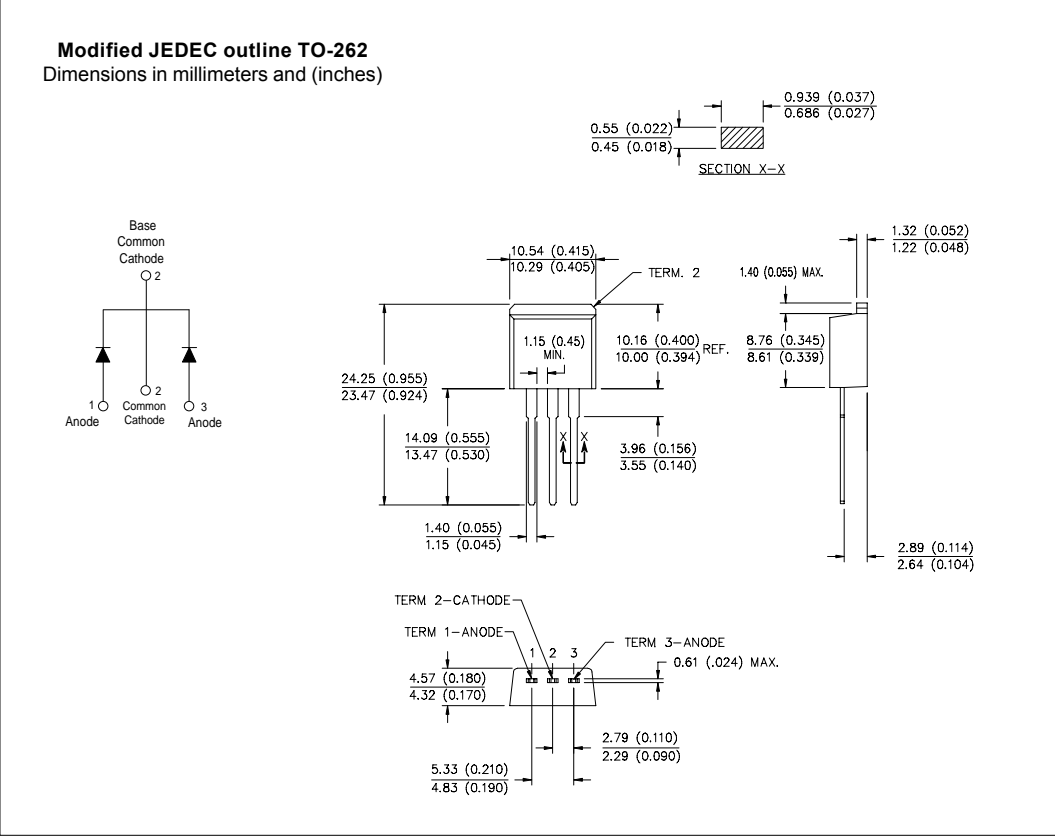 Modified JEDEC outline TO-262
Dimensions in millimeters and (inches)
0.939 (0.037)
0.686 (0.027)
0.55 (0.022)
0.45 (0.018)
SECTION X-X
Base
Common
Cathode
2
1
Anode
2
Common
Cathode
3
Anode
10.54 (0.415)
10.29 (0.405)
TERM. 2
1.15 (0.45)
MIN.
10.16 (0.400)
10.00 (0.394)
REF.
24.25 (0.955)
23.47 (0.924)
14.09 (0.555)
13.47 (0.530)
X X
3.96 (0.156)
3.55 (0.140)
1.40 (0.055)
1.15 (0.045)
1.32 (0.052)
1.22 (0.048)
1.40 (0.055) MAX.
8.76 (0.345)
8.61 (0.339)
2.89 (0.114)
2.64 (0.104)
TERM 2-CATHODE
TERM 1-ANODE
TERM 3-ANODE
1 2 3
0.61 (.024) MAX.
4.57 (0.180)
4.32 (0.170)
2.79 (0.110)
2.29 (0.090)
5.33 (0.210)
4.83 (0.190)